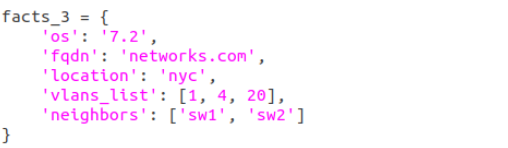 facts_3 = {
    'os': '7.2',
    'fqdn': 'networks.com',
    'location': 'nyc',
    'vlans_list': [1, 4, 20],
    'neighbors': ['sw1', 'sw2']
}